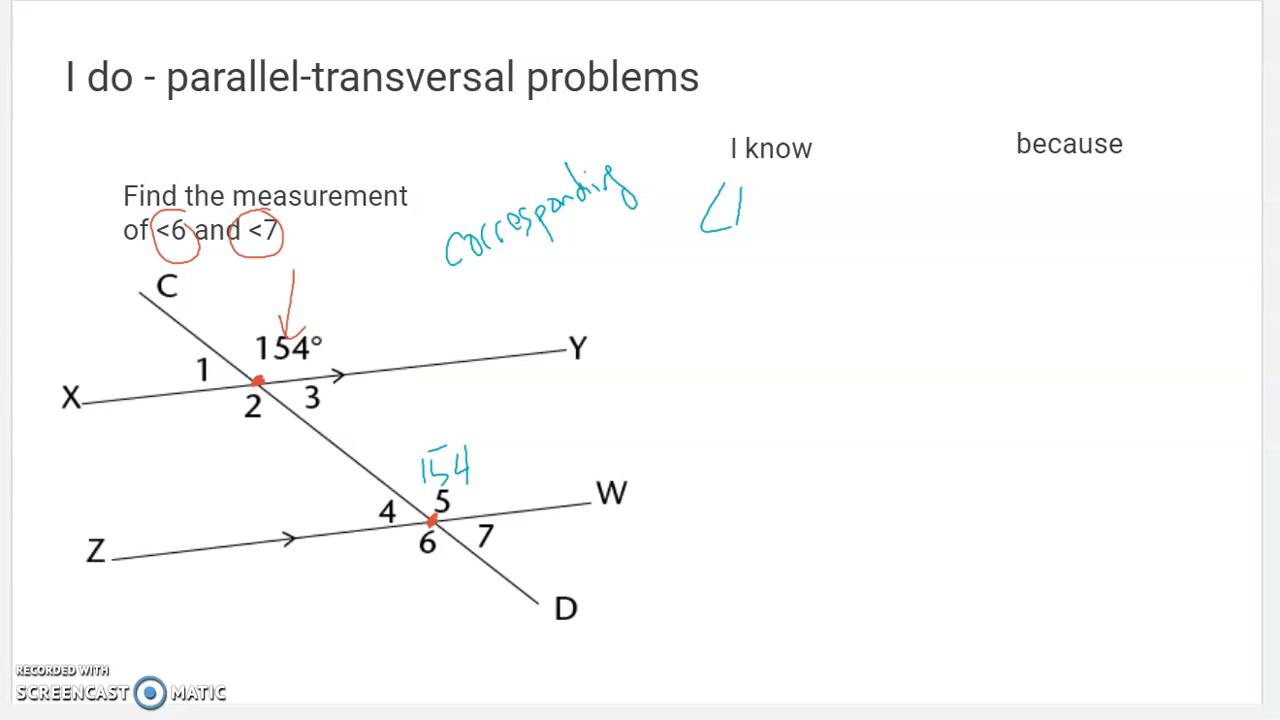 I do - parallel-transversal problems
I know
because
Find the measurement
of <6 and <7
corresponding
<
C
154°
1
Y
X
2
3
154
4
5
W
Z
6
7
D
RECORDED WITH
SCREENCAST MATIC